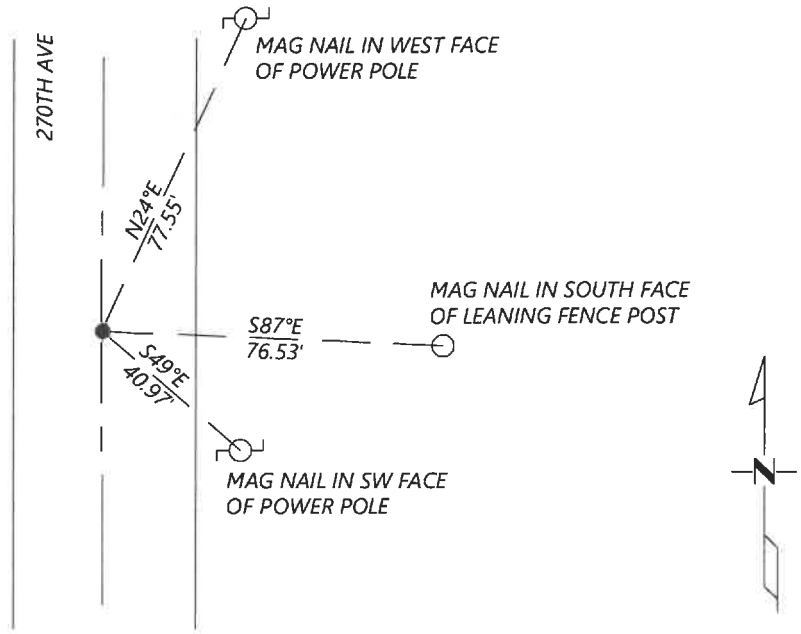 270TH AVE
MAG NAIL IN WEST FACE
OF POWER POLE
N24°E
77.55'
MAG NAIL IN SOUTH FACE
OF LEANING FENCE POST
S87°E
76.53'
S49°E
40.97'
MAG NAIL IN SW FACE
OF POWER POLE
N